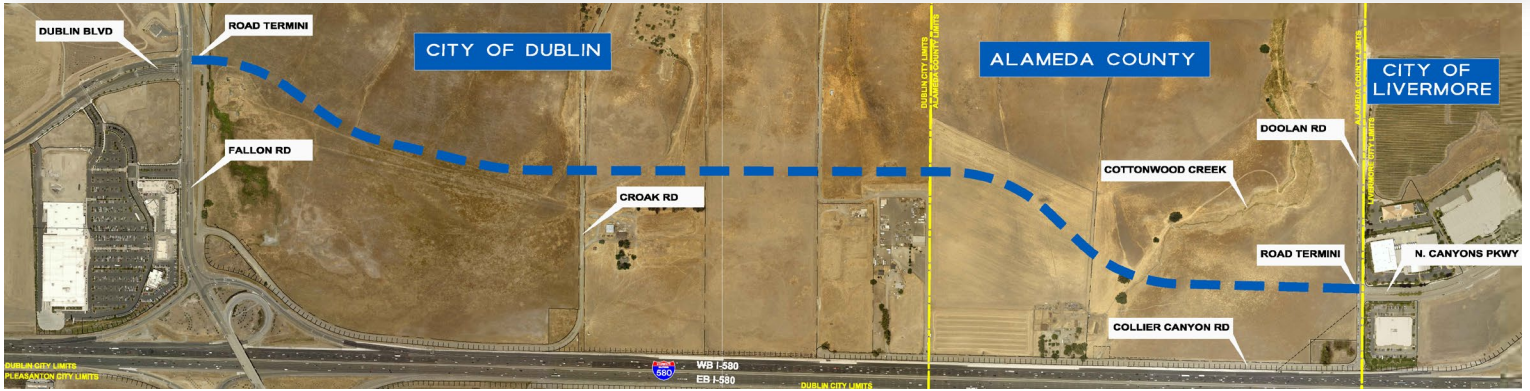 DUBLIN BLVD
ROAD TERMINI
CITY OF DUBLIN
DUBLIN CITY LIMITS
ALAMEDA COUNTY LIMITS
ALAMEDA COUNTY
ALAMEDA COUNTY LIMITS
LIVERMORE CITY LIMITS
CITY OF
LIVERMORE
FALLON RD
DOOLAN RD
COTTONWOOD CREEK
CROAK RD
ROAD TERMINI
N. CANYONS PKWY
COLLIER CANYON RD
DUBLIN CITY LIMITS
PLEASANTON CITY LIMITS
580
WB I-580
EB I-580
DUBLIN CITY LIMITS